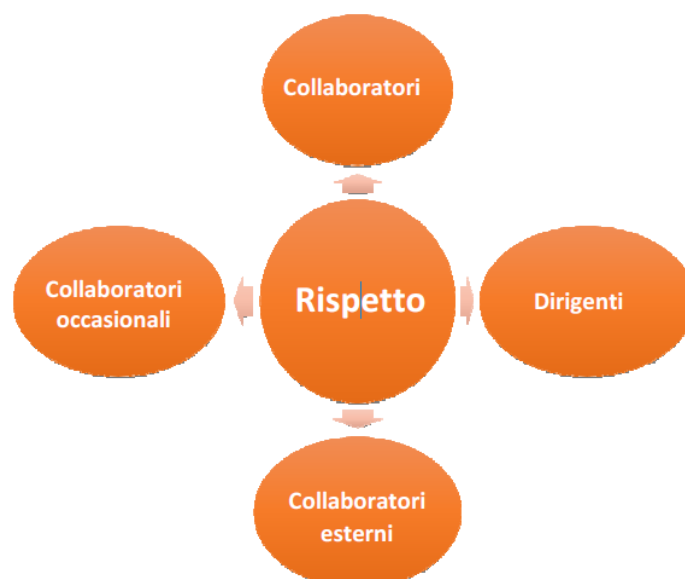 Collaboratori
Collaboratori
occasionali
Rispetto
Dirigenti
Collaboratori
esterni